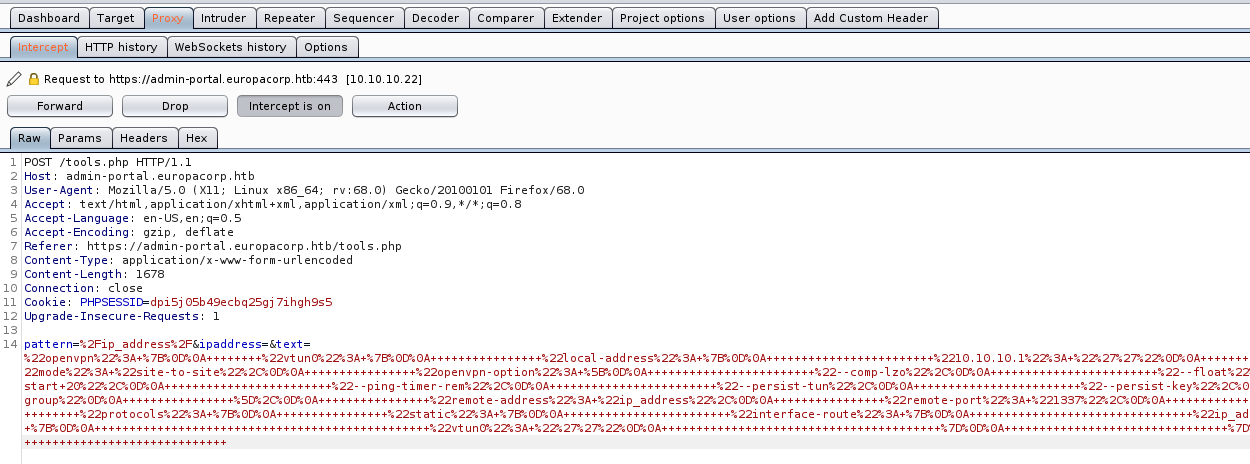 Dashboard Target Proxy Intruder Repeater Sequencer Decoder Comparer Extender Project options User options Add Custom Header
Intercept HTTP history WebSockets history Options
Request to https://admin-portal.europacorp.htb:443 [10.10.10.22]
Forward Drop Intercept is on Action
Raw Params Headers Hex
1 POST /tools.php HTTP/1.1
2 Host: admin-portal.europacorp.htb
3 User-Agent: Mozilla/5.0 (X11; Linux x86_64; rv:68.0) Gecko/20100101 Firefox/68.0
4 Accept: text/html,application/xhtml+xml,application/xml;q=0.9,*/*;q=0.8
5 Accept-Language: en-US,en;q=0.5
6 Accept-Encoding: gzip, deflate
7 Referer: https://admin-portal.europacorp.htb/tools.php
8 Content-Type: application/x-www-form-urlencoded
9 Content-Length: 1678
10 Connection: close
11 Cookie: PHPSESSID=dpi5j05b49ecbq25gj7ihgh9s5
12 Upgrade-Insecure-Requests: 1
13
14 pattern=%2Fip_address%2F&ipaddress=&text=
%22openvpn%22%3A+%7B%0D%0A++++++++%22vtun0%22%3A+%7B%0D%0A++++++++++++++++%22local-address%22%3A+%7B%0D%0A++++++++++++++++++++++++%2210.10.10.1%22%3A+%22%27%27%22%0D%0A+++++++
22mode%22%3A+%22site-to-site%22%2C%0D%0A++++++++++++++++%22openvpn-option%22%3A+%5B%0D%0A++++++++++++++++++++++++%22--comp-lzo%22%2C%0D%0A++++++++++++++++++++++++%22--float%22
start+20%22%2C%0D%0A++++++++++++++++++++++++%22--ping-timer-rem%22%2C%0D%0A++++++++++++++++++++++++%22--persist-tun%22%2C%0D%0A++++++++++++++++++++++++%22--persist-key%22%2C%0
group%22%0D%0A++++++++++++++++%5D%2C%0D%0A++++++++++++++++%22remote-address%22%3A+%22ip_address%22%2C%0D%0A++++++++++++++++%22remote-port%22%3A+%221337%22%2C%0D%0A++++++++++++
+++++++++%22protocols%22%3A+%7B%0D%0A++++++++++++++++%22static%22%3A+%7B%0D%0A++++++++++++++++++++++++%22interface-route%22%3A+%7B%0D%0A++++++++++++++++++++++++++++++++%22ip_ad
+%7B%0D%0A++++++++++++++++++++++++++++++++++++++++%22vtun0%22%3A+%22%27%27%22%0D%0A++++++++++++++++++++++++++++++++++++++++%7D%0D%0A++++++++++++++++++++++++++++++++%7D
+++++++++++++++++++++++++++++